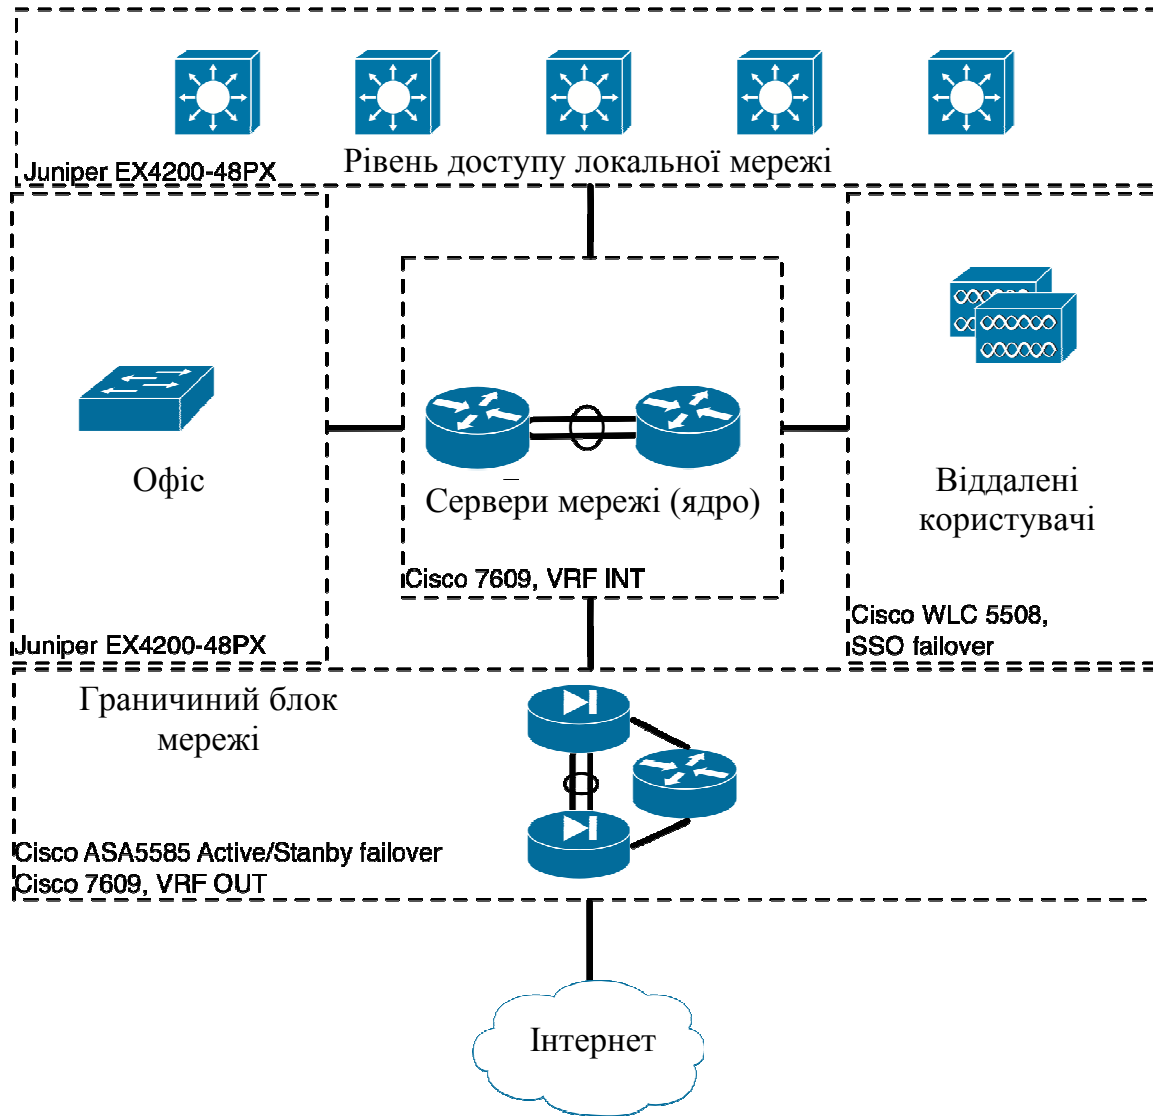 Рівень доступу локальної мережі
Juniper EX4200-48PX
Офіс
Juniper EX4200-48PX
Сервери мережі (ядро)
Cisco 7609, VRF INT
Віддалені
користувачі
Cisco WLC 5508,
SSO failover
Граничиний блок
мережі
Cisco ASA5585 Active/Stanby failover
Cisco 7609, VRF OUT
Інтернет